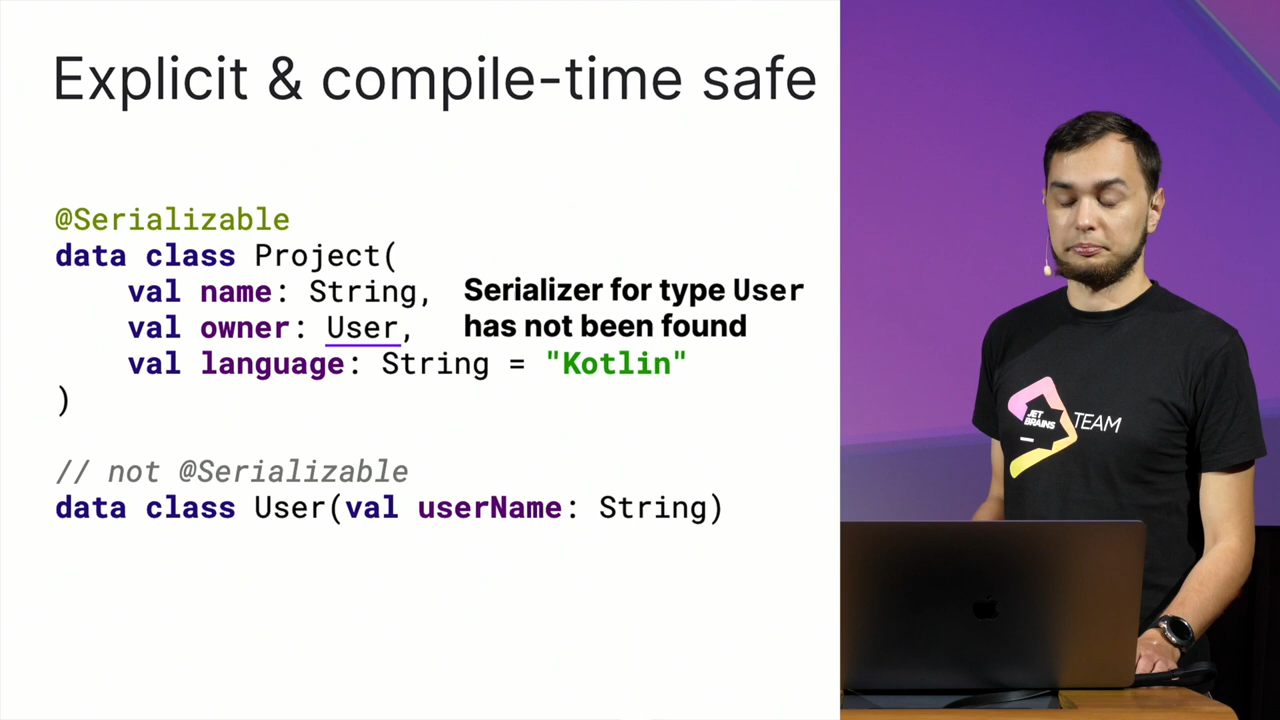 Explicit & compile-time safe
@Serializable
data class Project(
val name: String,
val owner: User,
val language: String = "Kotlin"
)
Serializer for type User
has not been found
// not @Serializable
data class User(val userName: String)
JET
BRAINS
TEAM